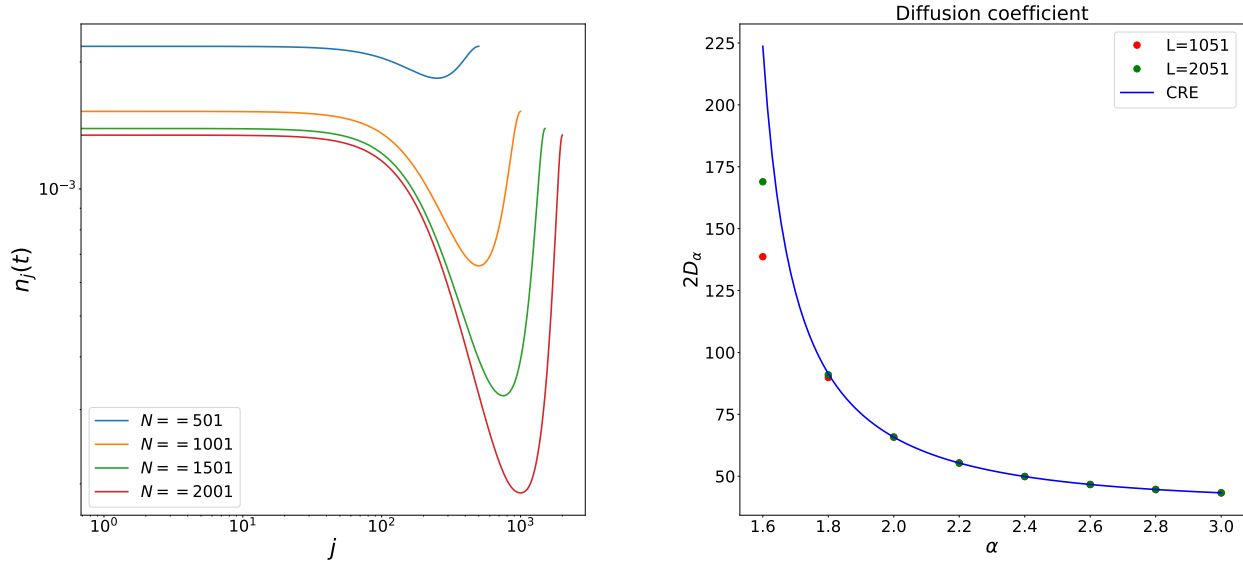 n_j(t)
10^{-3}
N = = 501
N = = 1001
N = = 1501
N = = 2001
10^0 10^1 10^2 10^3
j
Diffusion coefficient
2D_α
225
200
175
150
125
100
75
50
L=1051
L=2051
CRE
1.6 1.8 2.0 2.2 2.4 2.6 2.8 3.0
α